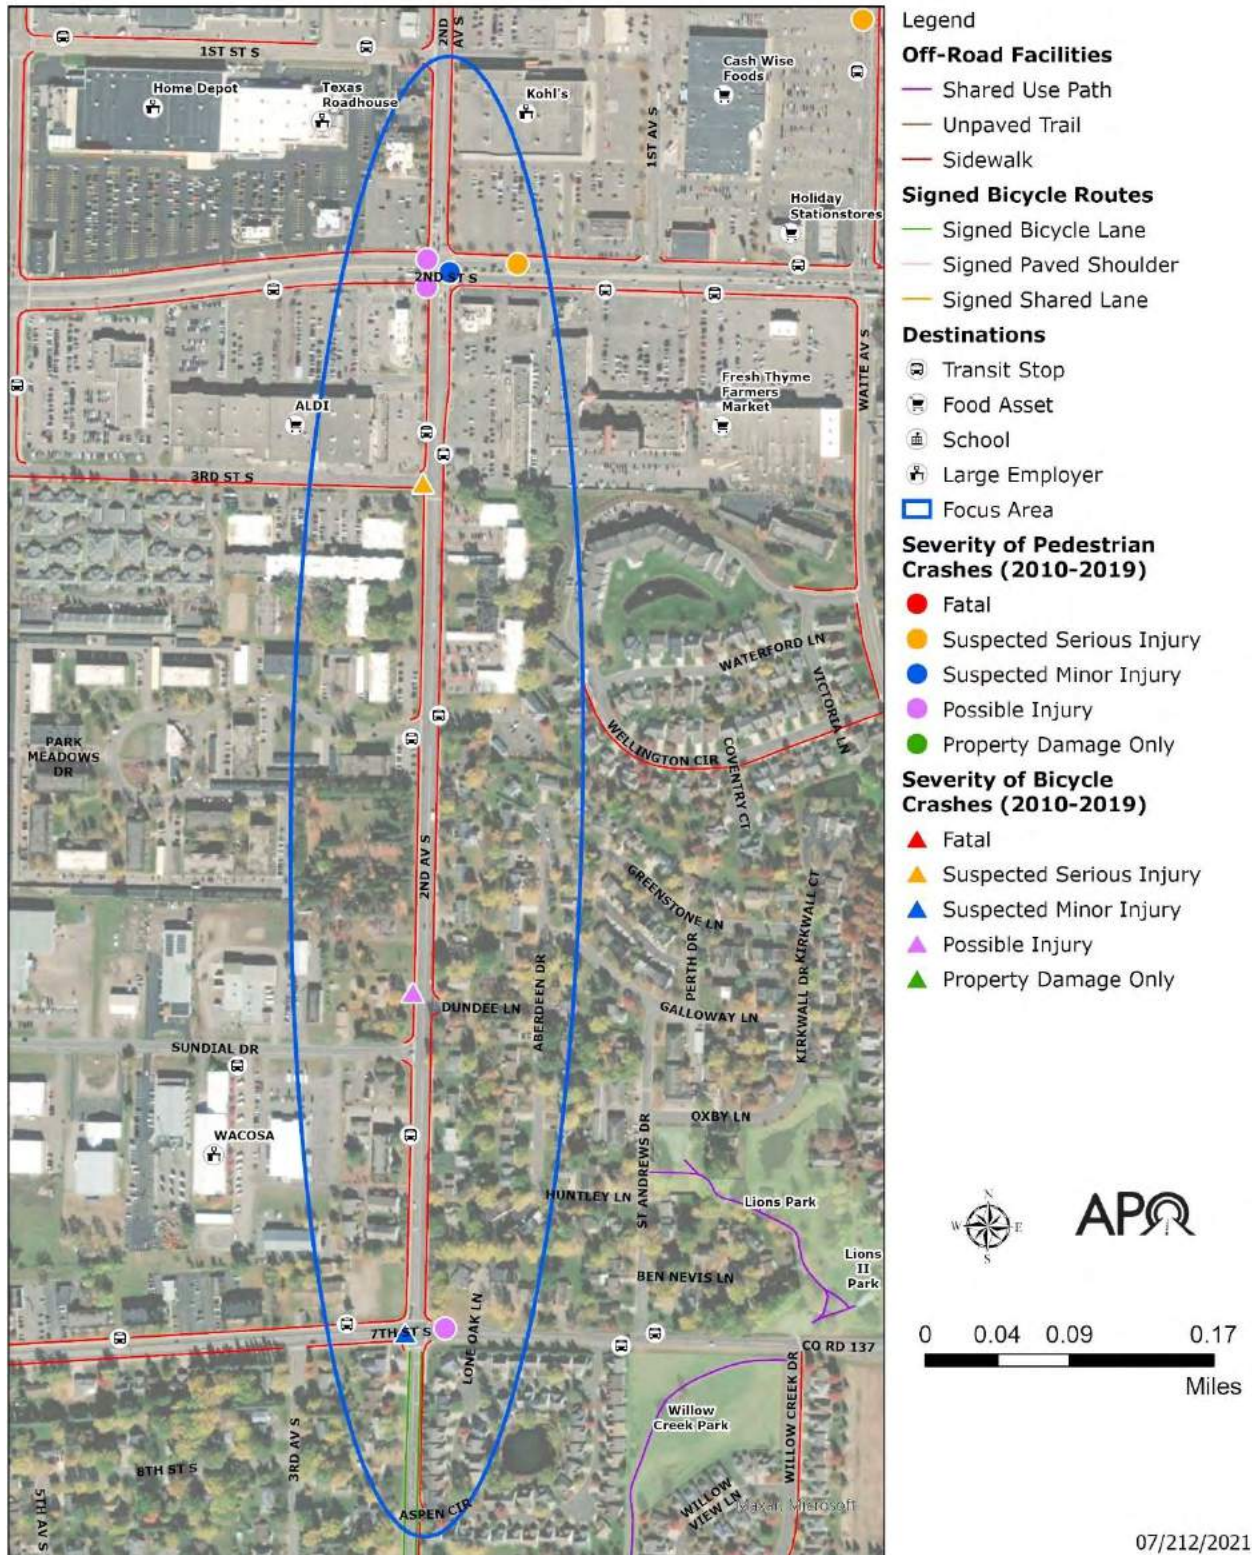 2ND
AV S
1ST ST S
Home Depot
Texas
Roadhouse
Kohl's
Cash Wise
Foods
1ST AV S
Holiday
Stationstores
2ND ST S
WAITE AV S
ALDI
Fresh Thyme
Farmers
Market
3RD ST S
WATERFORD LN
VICTORIA LN
WELLINGTON CIR
COVENTRY CT
PARK
MEADOWS
DR
2ND AV S
GREENSTONE LN
KIRKWALL CT
PERTH DR
ABERDEEN DR
DUNDEE LN
GALLOWAY LN
KIRKWALL DR
SUNDIAL DR
OXBY LN
WACOSA
ST ANDREWS DR
HUNTLEY LN
Lions Park
Lions
II
Park
BEN NEVIS LN
LONE OAK LN
7TH ST S
CO RD 137
WILLOW CREEK DR
Willow
Creek Park
3RD AV S
8TH ST S
5TH AV S
ASPEN CIR
WILLOW
VIEW LN
Maxar, Microsoft
Legend
Off-Road Facilities
Shared Use Path
Unpaved Trail
Sidewalk
Signed Bicycle Routes
Signed Bicycle Lane
Signed Paved Shoulder
Signed Shared Lane
Destinations
Transit Stop
Food Asset
School
Large Employer
Focus Area
Severity of Pedestrian
Crashes (2010-2019)
Fatal
Suspected Serious Injury
Suspected Minor Injury
Possible Injury
Property Damage Only
Severity of Bicycle
Crashes (2010-2019)
Fatal
Suspected Serious Injury
Suspected Minor Injury
Possible Injury
Property Damage Only
N
W E
S
APO
0 0.04 0.09 0.17
Miles
07/212/2021